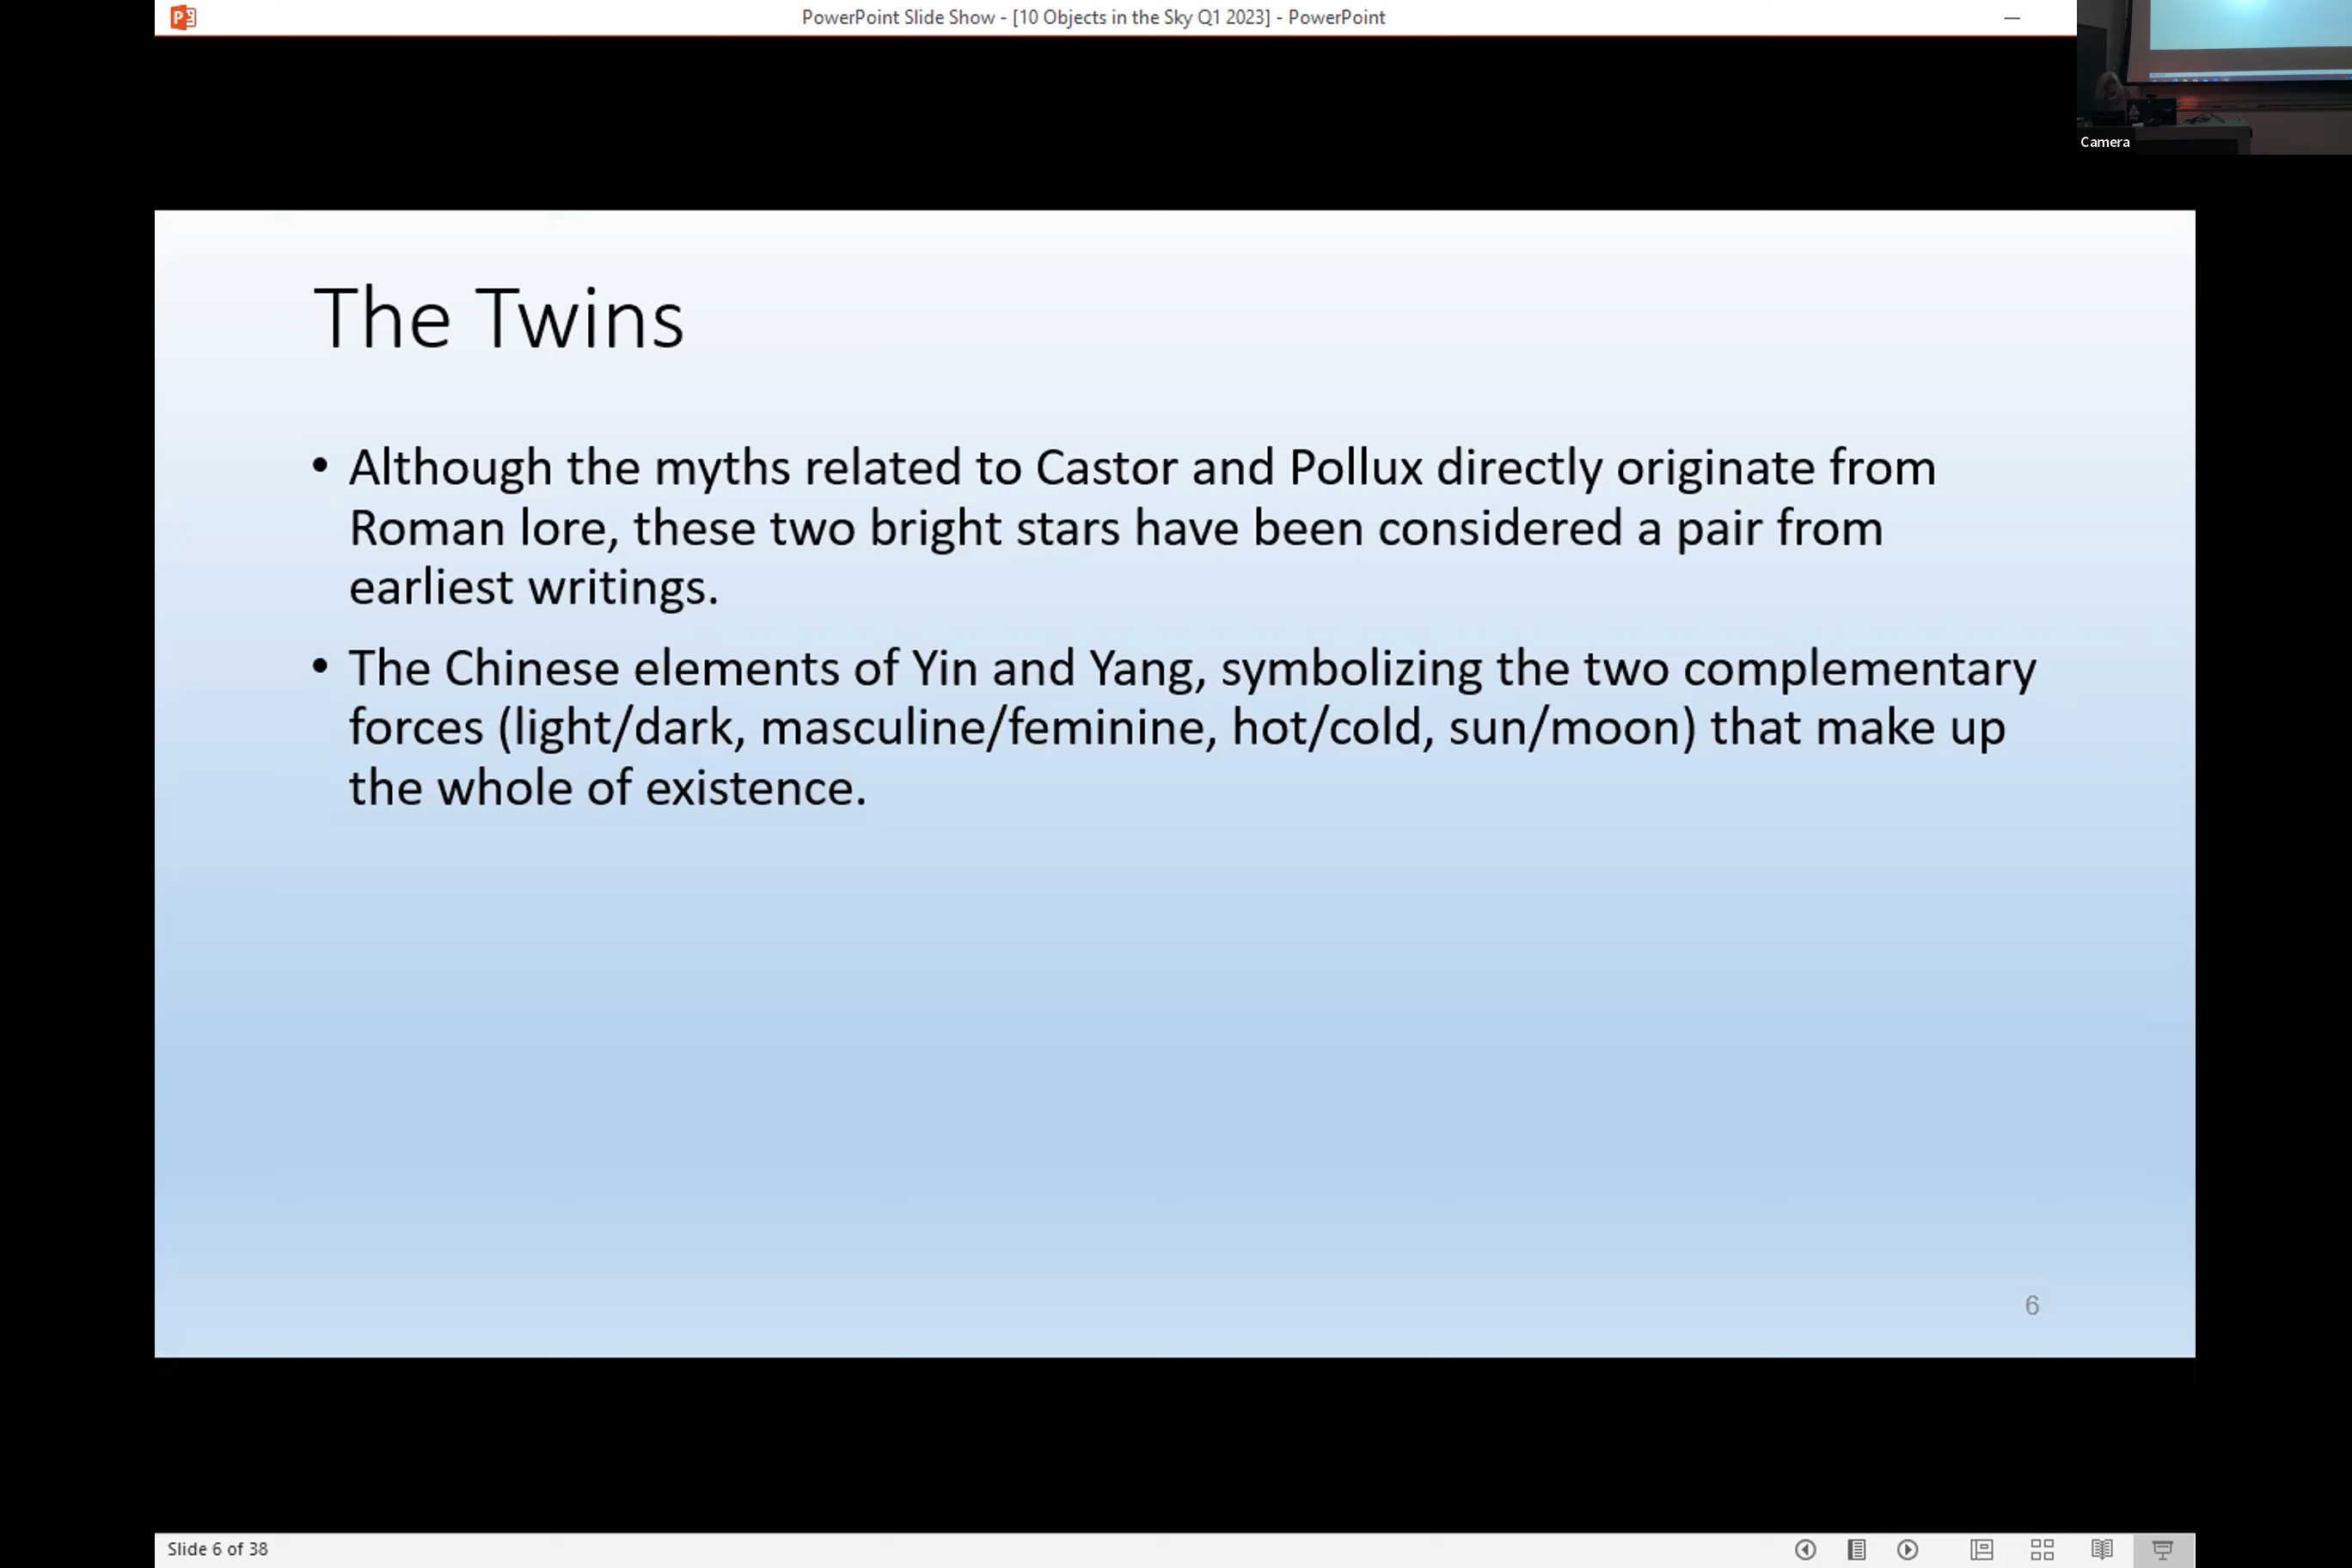 PowerPoint Slide Show - [10 Objects in the Sky Q1 2023] - PowerPoint
Camera
The Twins
• Although the myths related to Castor and Pollux directly originate from
Roman lore, these two bright stars have been considered a pair from
earliest writings.
• The Chinese elements of Yin and Yang, symbolizing the two complementary
forces (light/dark, masculine/feminine, hot/cold, sun/moon) that make up
the whole of existence.
6
Slide 6 of 38